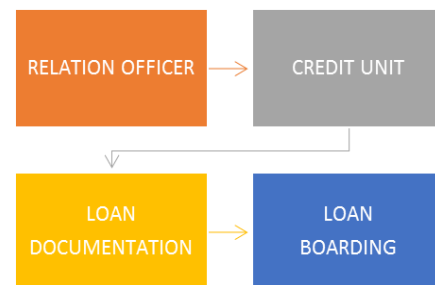 RELATION OFFICER
CREDIT UNIT
LOAN
DOCUMENTATION
LOAN
BOARDING